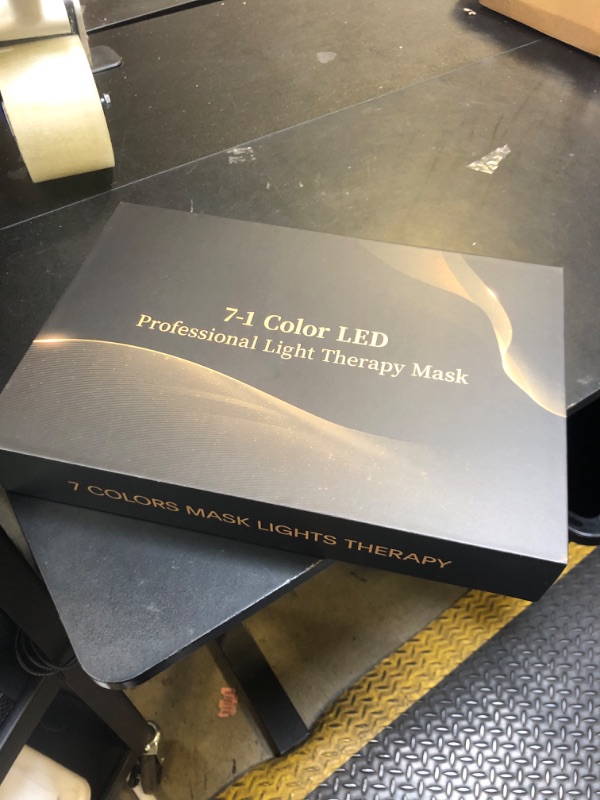 7-1 Color LED
Professional Light Therapy Mask
7 COLORS MASK LIGHTS THERAPY